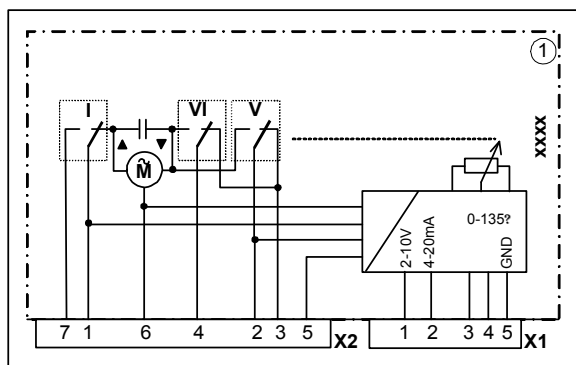 1
I
VI
V
M
~
XXXX
0-135?
2-10V
4-20mA
GND
7 1 6 4 2 3 5 X2
1 2 3 4 5 X1